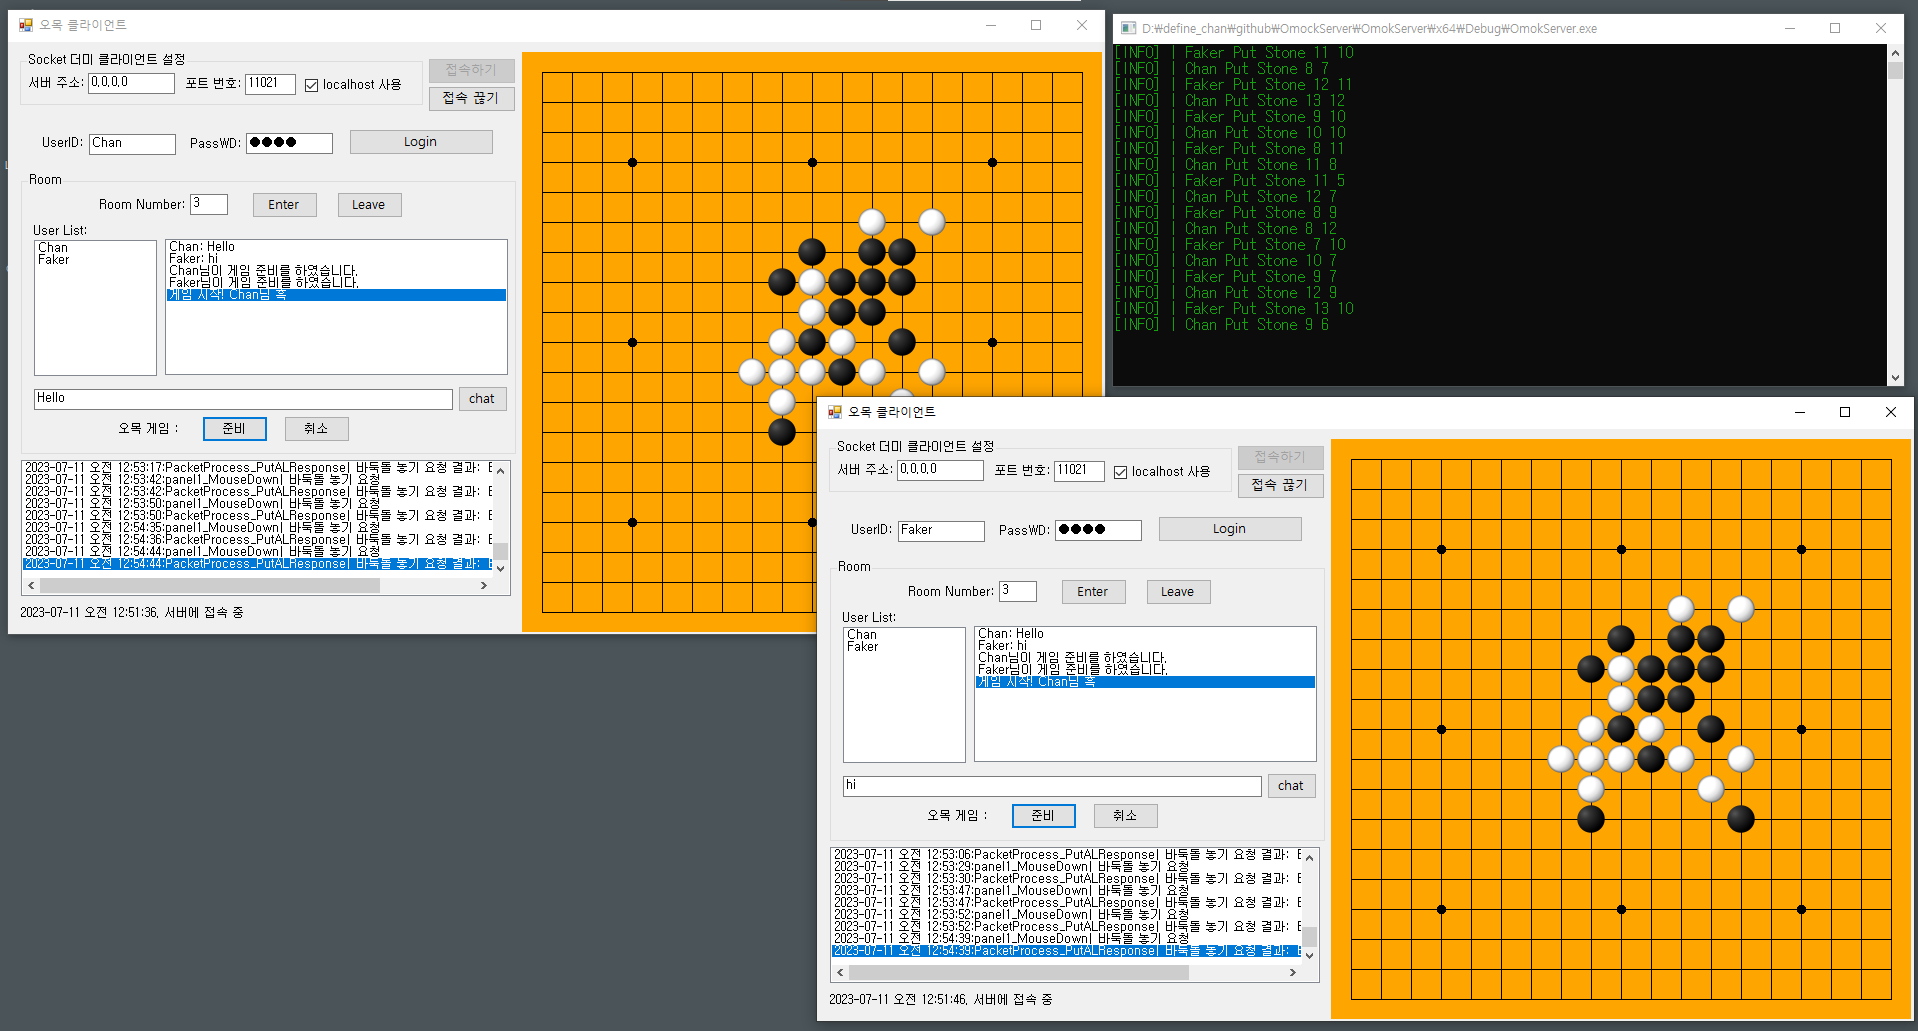 오목 클라이언트
Socket 더미 클라이언트 설정
서버 주소: 0.0.0.0 포트 번호: 11021 localhost 사용
접속하기
접속 끊기
UserID: Chan PassWD: ●●●● Login
Room
Room Number: 3 Enter Leave
User List:
Chan
Faker
Chan: Hello
Faker: hi
Chan님이 게임 준비를 하였습니다.
Faker님이 게임 준비를 하였습니다.
게임 시작! Chan님 흑
Hello chat
오목 게임 : 준비 취소
2023-07-11 오전 12:53:17:PacketProcess_PutALResponse| 바둑돌 놓기 요청 결과:
2023-07-11 오전 12:53:42:panel1_MouseDown| 바둑돌 놓기 요청
2023-07-11 오전 12:53:42:PacketProcess_PutALResponse| 바둑돌 놓기 요청 결과:
2023-07-11 오전 12:53:50:panel1_MouseDown| 바둑돌 놓기 요청
2023-07-11 오전 12:53:50:PacketProcess_PutALResponse| 바둑돌 놓기 요청 결과:
2023-07-11 오전 12:54:35:panel1_MouseDown| 바둑돌 놓기 요청
2023-07-11 오전 12:54:36:PacketProcess_PutALResponse| 바둑돌 놓기 요청 결과:
2023-07-11 오전 12:54:44:panel1_MouseDown| 바둑돌 놓기 요청
2023-07-11 오전 12:54:44:PacketProcess_PutALResponse| 바둑돌 놓기 요청 결과:
2023-07-11 오전 12:51:36, 서버에 접속 중
D:₩define_chan₩github₩OmockServer₩OmokServer₩x64₩Debug₩OmokServer.exe
[INFO] | Faker Put Stone 11 10
[INFO] | Chan Put Stone 8 7
[INFO] | Faker Put Stone 12 11
[INFO] | Chan Put Stone 13 12
[INFO] | Faker Put Stone 9 10
[INFO] | Chan Put Stone 10 10
[INFO] | Faker Put Stone 8 11
[INFO] | Chan Put Stone 11 8
[INFO] | Faker Put Stone 11 5
[INFO] | Chan Put Stone 12 7
[INFO] | Faker Put Stone 8 9
[INFO] | Chan Put Stone 8 12
[INFO] | Faker Put Stone 7 10
[INFO] | Chan Put Stone 10 7
[INFO] | Faker Put Stone 9 7
[INFO] | Chan Put Stone 12 9
[INFO] | Faker Put Stone 13 10
[INFO] | Chan Put Stone 9 6
오목 클라이언트
Socket 더미 클라이언트 설정
서버 주소: 0.0.0.0 포트 번호: 11021 localhost 사용
접속하기
접속 끊기
UserID: Faker PassWD: ●●●● Login
Room
Room Number: 3 Enter Leave
User List:
Chan
Faker
Chan: Hello
Faker: hi
Chan님이 게임 준비를 하였습니다.
Faker님이 게임 준비를 하였습니다.
게임 시작! Chan님 흑
hi chat
오목 게임 : 준비 취소
2023-07-11 오전 12:53:06:PacketProcess_PutALResponse| 바둑돌 놓기 요청 결과:
2023-07-11 오전 12:53:29:panel1_MouseDown| 바둑돌 놓기 요청
2023-07-11 오전 12:53:30:PacketProcess_PutALResponse| 바둑돌 놓기 요청 결과:
2023-07-11 오전 12:53:47:panel1_MouseDown| 바둑돌 놓기 요청
2023-07-11 오전 12:53:47:PacketProcess_PutALResponse| 바둑돌 놓기 요청 결과:
2023-07-11 오전 12:53:52:panel1_MouseDown| 바둑돌 놓기 요청
2023-07-11 오전 12:53:52:PacketProcess_PutALResponse| 바둑돌 놓기 요청 결과:
2023-07-11 오전 12:54:39:panel1_MouseDown| 바둑돌 놓기 요청
2023-07-11 오전 12:54:39:PacketProcess_PutALResponse| 바둑돌 놓기 요청 결과:
2023-07-11 오전 12:51:46, 서버에 접속 중